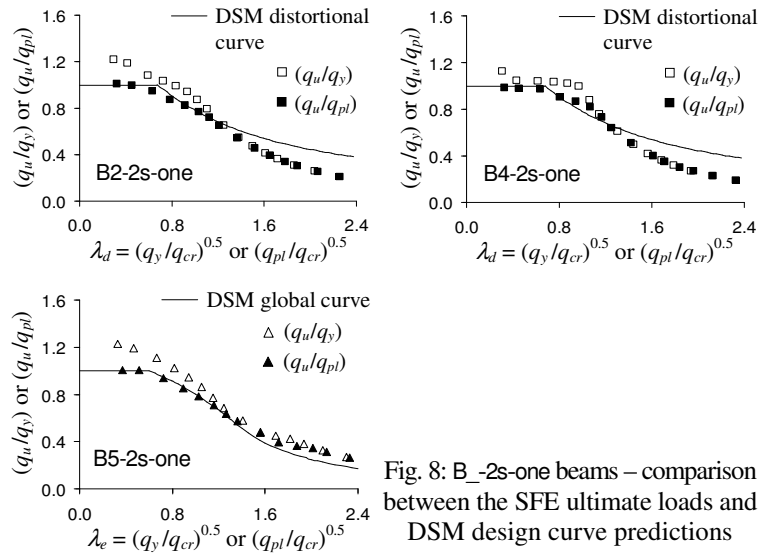 DSM distortional
curve
(qu/qy)
(qu/qpl)
(qu/qy) or (qu/qpl)
1.6
1.2
0.8
0.4
0.0
B2-2s-one
0.0 0.8 1.6 2.4
λd = (qy/qcr)^0.5 or (qpl/qcr)^0.5
DSM distortional
curve
(qu/qy)
(qu/qpl)
(qu/qy) or (qu/qpl)
1.6
1.2
0.8
0.4
0.0
B4-2s-one
0.0 0.8 1.6 2.4
λd = (qy/qcr)^0.5 or (qpl/qcr)^0.5
DSM global curve
(qu/qy)
(qu/qpl)
(qu/qy) or (qu/qpl)
1.6
1.2
0.8
0.4
0.0
B5-2s-one
0.0 0.8 1.6 2.4
λe = (qy/qcr)^0.5 or (qpl/qcr)^0.5
Fig. 8: B_-2s-one beams – comparison
between the SFE ultimate loads and
DSM design curve predictions